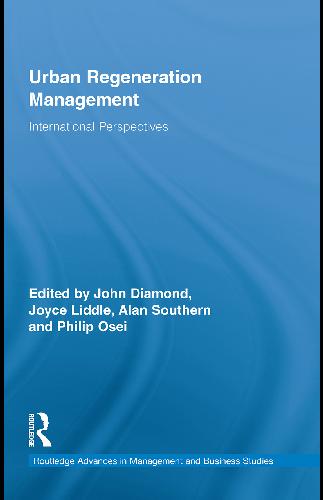 Urban Regeneration
Management
International Perspectives
Edited by John Diamond,
Joyce Liddle, Alan Southern
and Philip Osei
ROUTLEDGE
Routledge Advances in Management and Business Studies